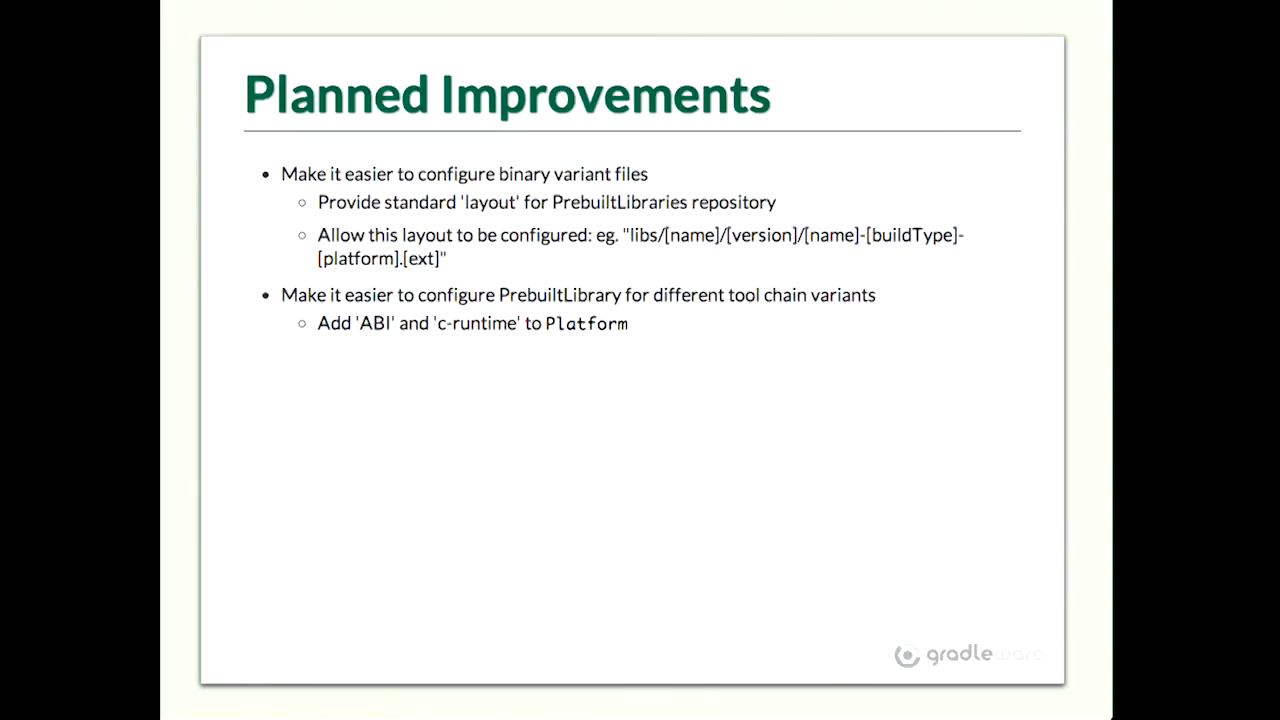 Planned Improvements
• Make it easier to configure binary variant files
○ Provide standard 'layout' for PrebuiltLibraries repository
○ Allow this layout to be configured: eg. "libs/[name]/[version]/[name]-[buildType]-
[platform].[ext]"
• Make it easier to configure PrebuiltLibrary for different tool chain variants
○ Add 'ABI' and 'c-runtime' to Platform
gradleware